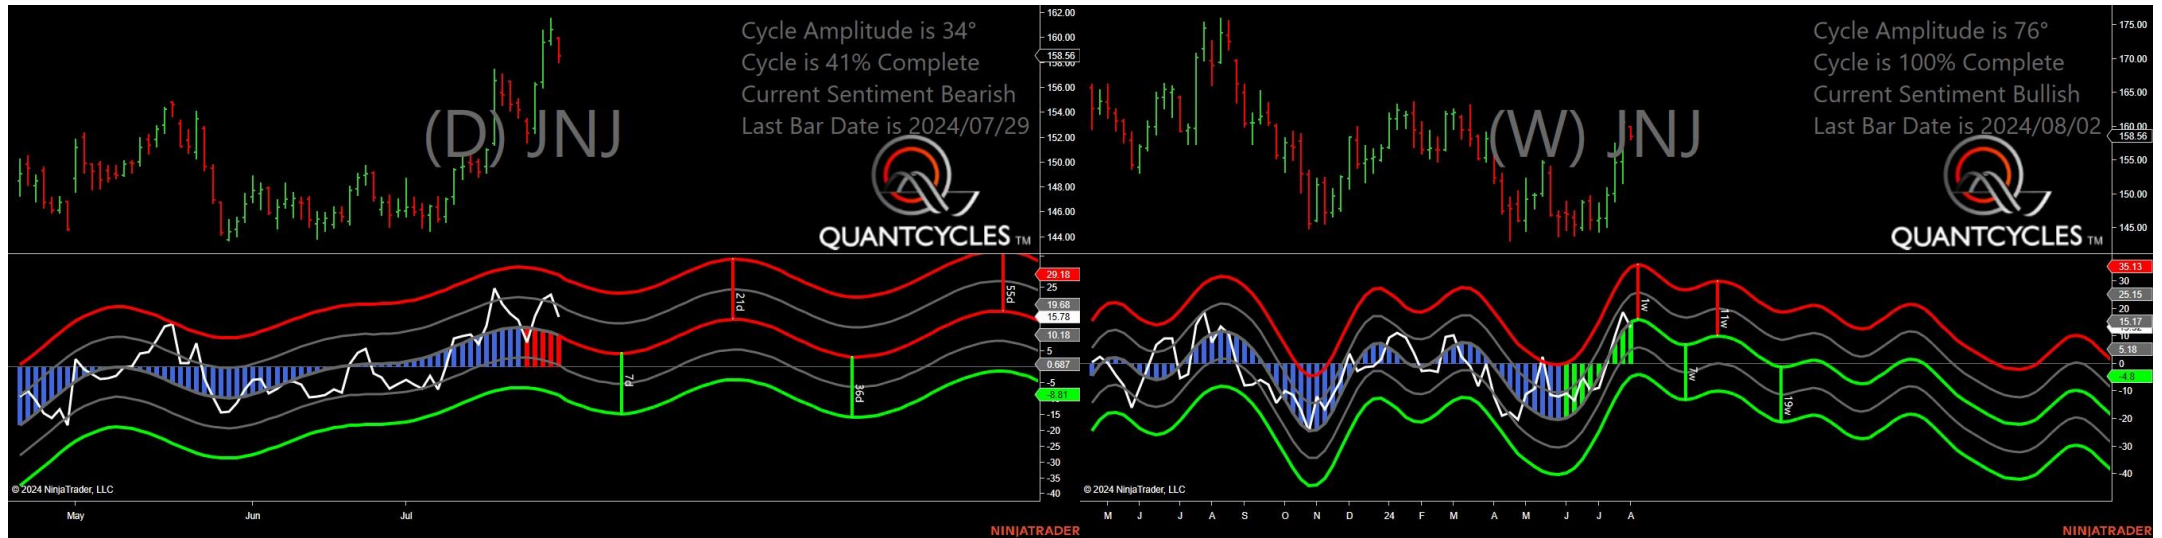 Cycle Amplitude is 34°
Cycle is 41% Complete
Current Sentiment Bearish
Last Bar Date is 2024/07/29
(D) JNJ
QUANTCYCLES TM
162.00
160.00
158.56
158.00
156.00
154.00
152.00
150.00
148.00
146.00
144.00
29.18
25
19.68
15.78
10.18
5
0.687
-5
-8.81
-15
-20
-25
-30
-35
-40
7d
21d
36d
55d
© 2024 NinjaTrader, LLC
May Jun Jul
NINJATRADER
Cycle Amplitude is 76°
Cycle is 100% Complete
Current Sentiment Bullish
Last Bar Date is 2024/08/02
(W) JNJ
QUANTCYCLES TM
175.00
170.00
165.00
160.00
158.56
155.00
150.00
145.00
35.13
30
25.15
20
15.17
10
5.18
0
-4.8
-10
-20
-30
-40
1w
7w
11w
19w
© 2024 NinjaTrader, LLC
M J J A S O N D 24 F M A M J J A
NINJATRADER